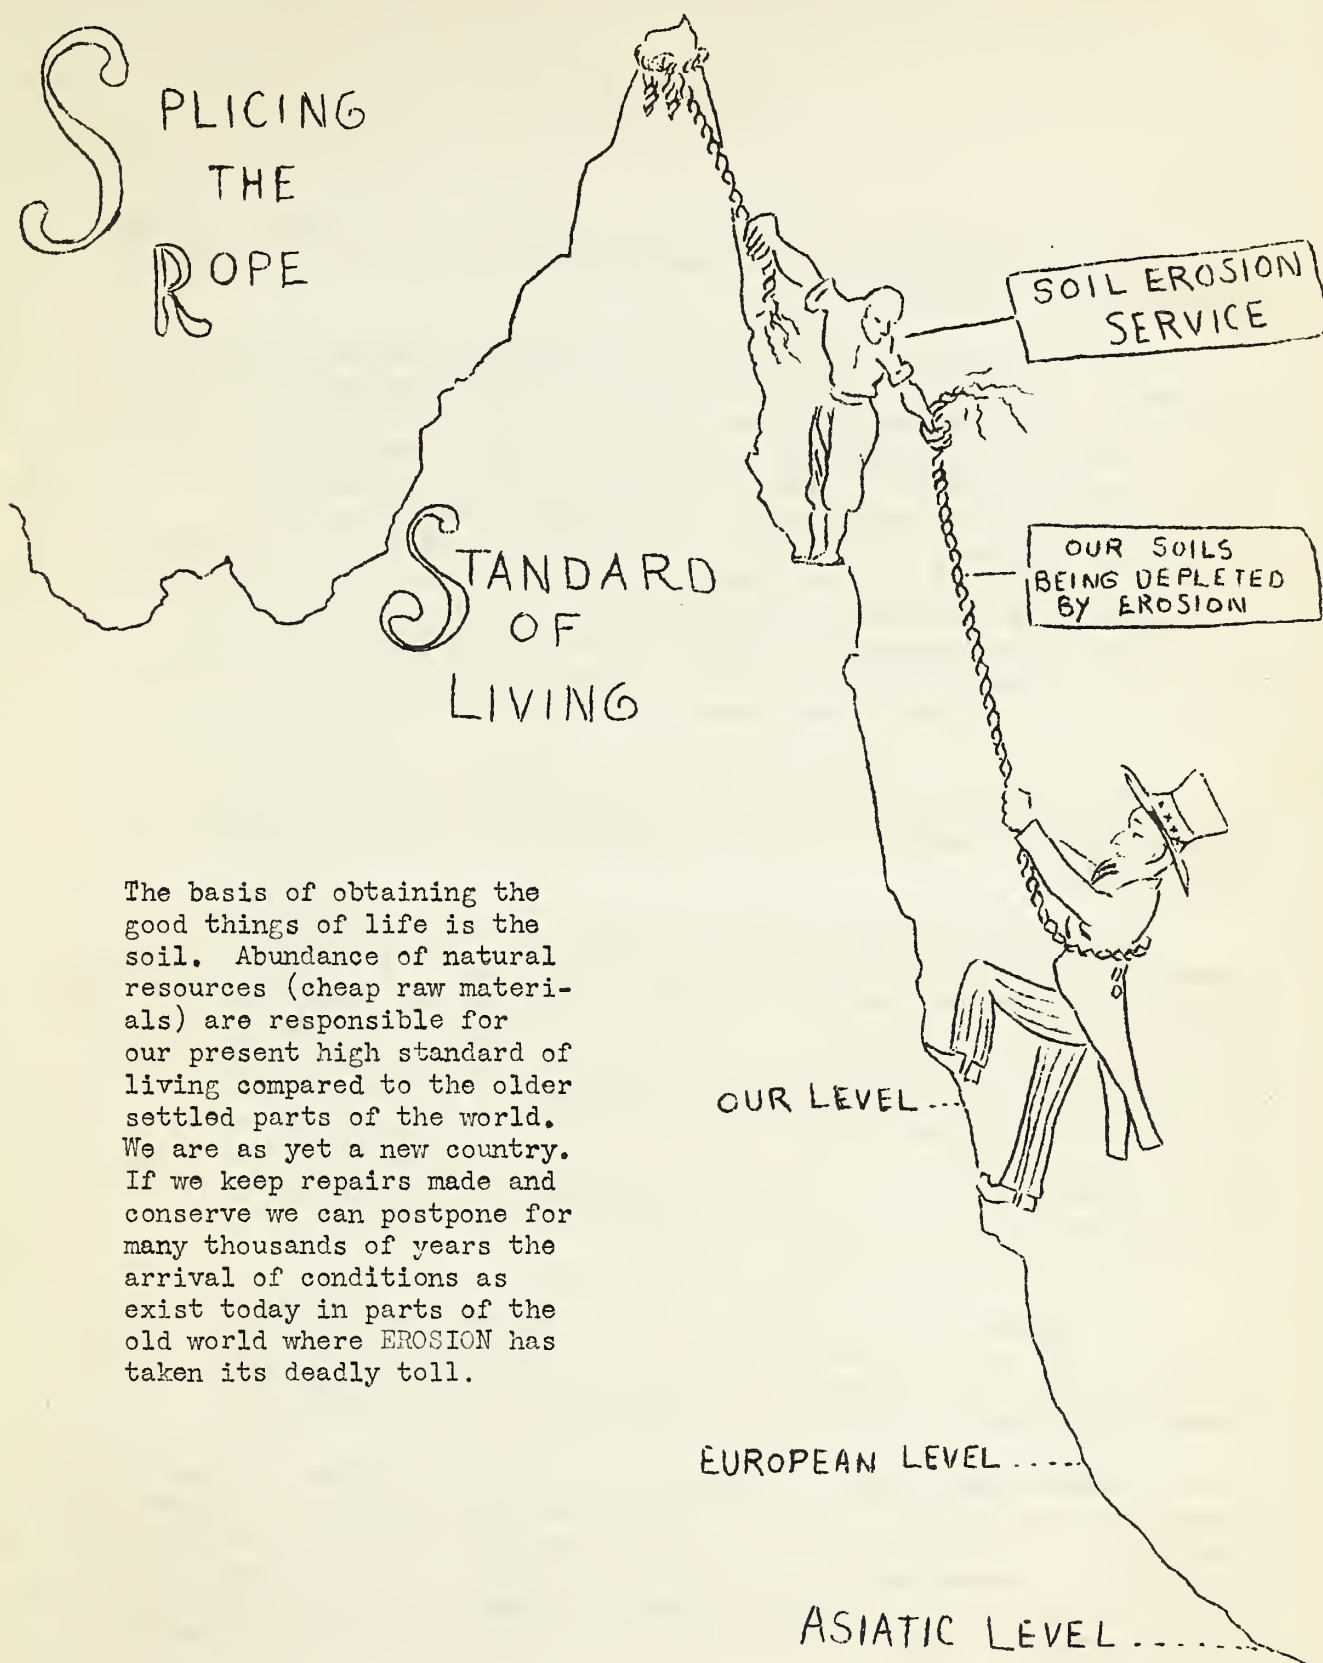 SPLICING
THE
ROPE
SOIL EROSION
SERVICE
OUR SOILS
BEING DEPLETED
BY EROSION
STANDARD
OF
LIVING
The basis of obtaining the
good things of life is the
soil. Abundance of natural
resources (cheap raw materi-
als) are responsible for
our present high standard of
living compared to the older
settled parts of the world.
We are as yet a new country.
If we keep repairs made and
conserve we can postpone for
many thousands of years the
arrival of conditions as
exist today in parts of the
old world where EROSION has
taken its deadly toll.
OUR LEVEL...
EUROPEAN LEVEL.....
ASIATIC LEVEL........